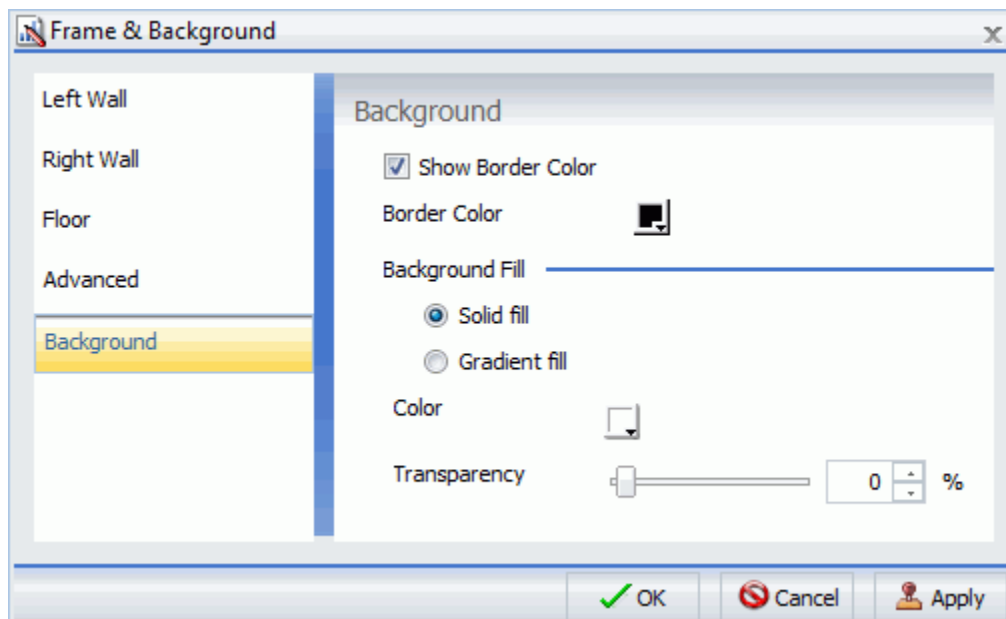 Frame & Background
x
Left Wall
Right Wall
Floor
Advanced
Background
Background
Show Border Color
Border Color
Background Fill
Solid fill
Gradient fill
Color
Transparency 0 %
OK Cancel Apply